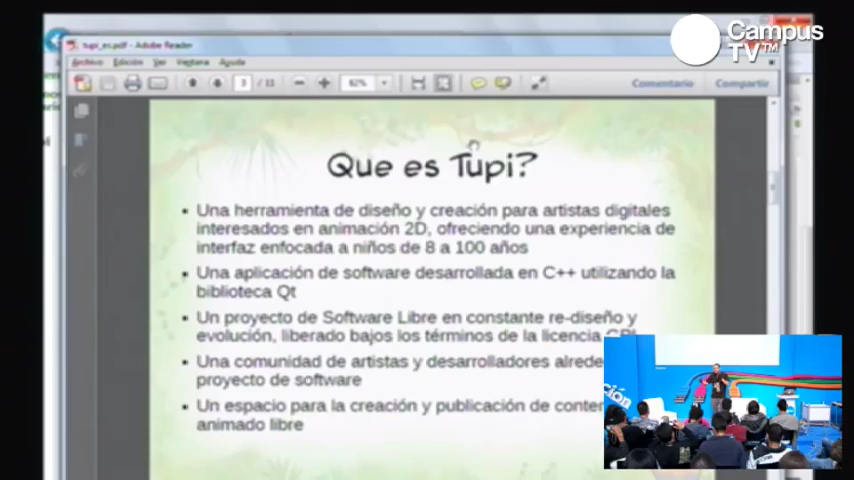 Campus
TV™
tupi_es.pdf - Adobe Reader
Archivo Edición Ver Ventana Ayuda
3 / 11
62%
Comentario Compartir
Que es Tupi?
• Una herramienta de diseño y creación para artistas digitales
interesados en animación 2D, ofreciendo una experiencia de
interfaz enfocada a niños de 8 a 100 años
• Una aplicación de software desarrollada en C++ utilizando la
biblioteca Qt
• Un proyecto de Software Libre en constante re-diseño y
evolución, liberado bajos los términos de la licencia GPL
• Una comunidad de artistas y desarrolladores alrede
proyecto de software
• Un espacio para la creación y publicación de conten
animado libre
ción